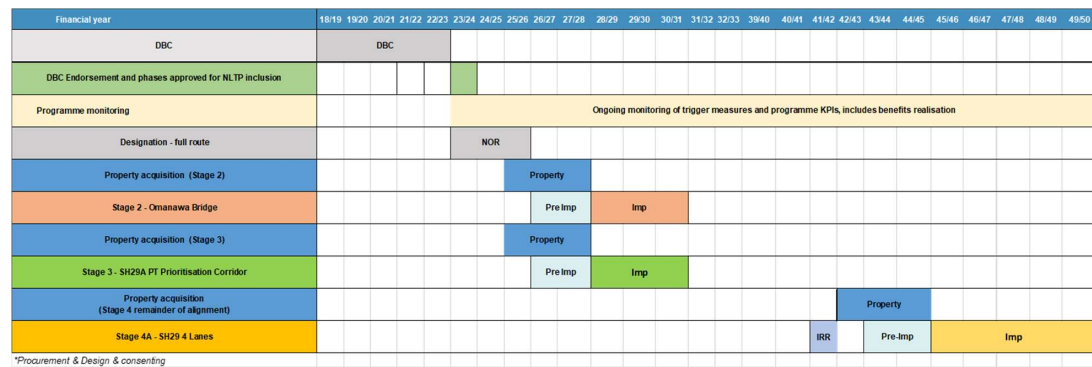 Financial year 18/19 19/20 20/21 21/22 22/23 23/24 24/25 25/26 26/27 27/28 28/29 29/30 30/31 31/32 32/33 39/40 40/41 41/42 42/43 43/44 44/45 45/46 46/47 47/48 48/49 49/50
DBC DBC
DBC Endorsement and phases approved for NLTP inclusion
Programme monitoring Ongoing monitoring of trigger measures and programme KPIs, includes benefits realisation
Designation - full route NOR
Property acquisition (Stage 2) Property
Stage 2 - Omanawa Bridge Pre Imp Imp
Property acquisition (Stage 3) Property
Stage 3 - SH29A PT Prioritisation Corridor Pre Imp Imp
Property acquisition
(Stage 4 remainder of alignment) Property
Stage 4A - SH29 4 Lanes IRR Pre-Imp Imp
*Procurement & Design & consenting